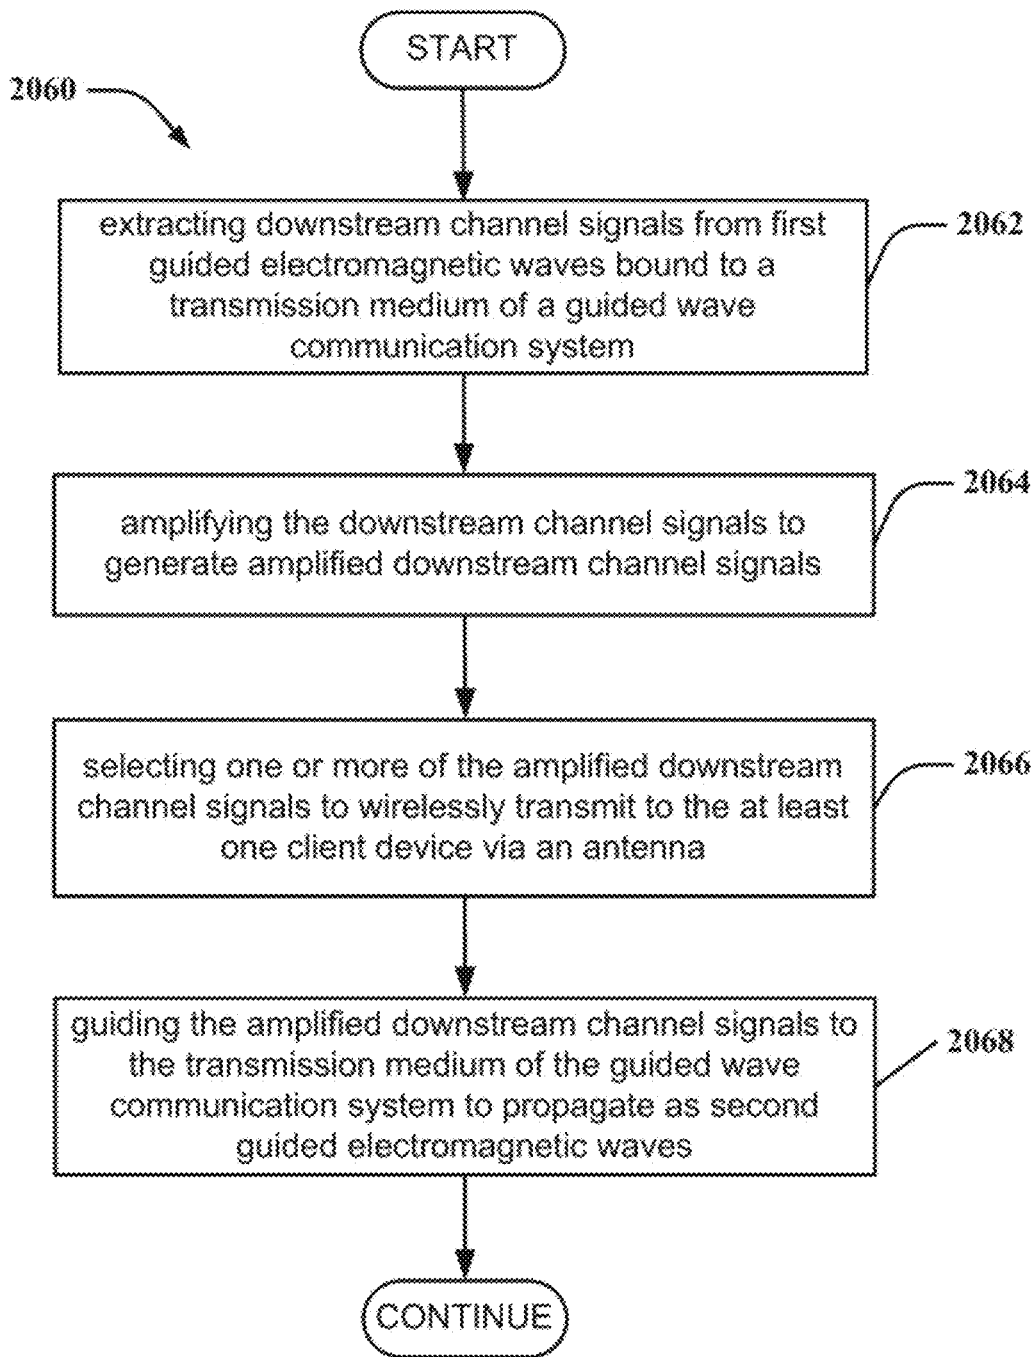 START
2060
extracting downstream channel signals from first
guided electromagnetic waves bound to a
transmission medium of a guided wave
communication system
2062
amplifying the downstream channel signals to
generate amplified downstream channel signals
2064
selecting one or more of the amplified downstream
channel signals to wirelessly transmit to the at least
one client device via an antenna
2066
guiding the amplified downstream channel signals to
the transmission medium of the guided wave
communication system to propagate as second
guided electromagnetic waves
2068
CONTINUE